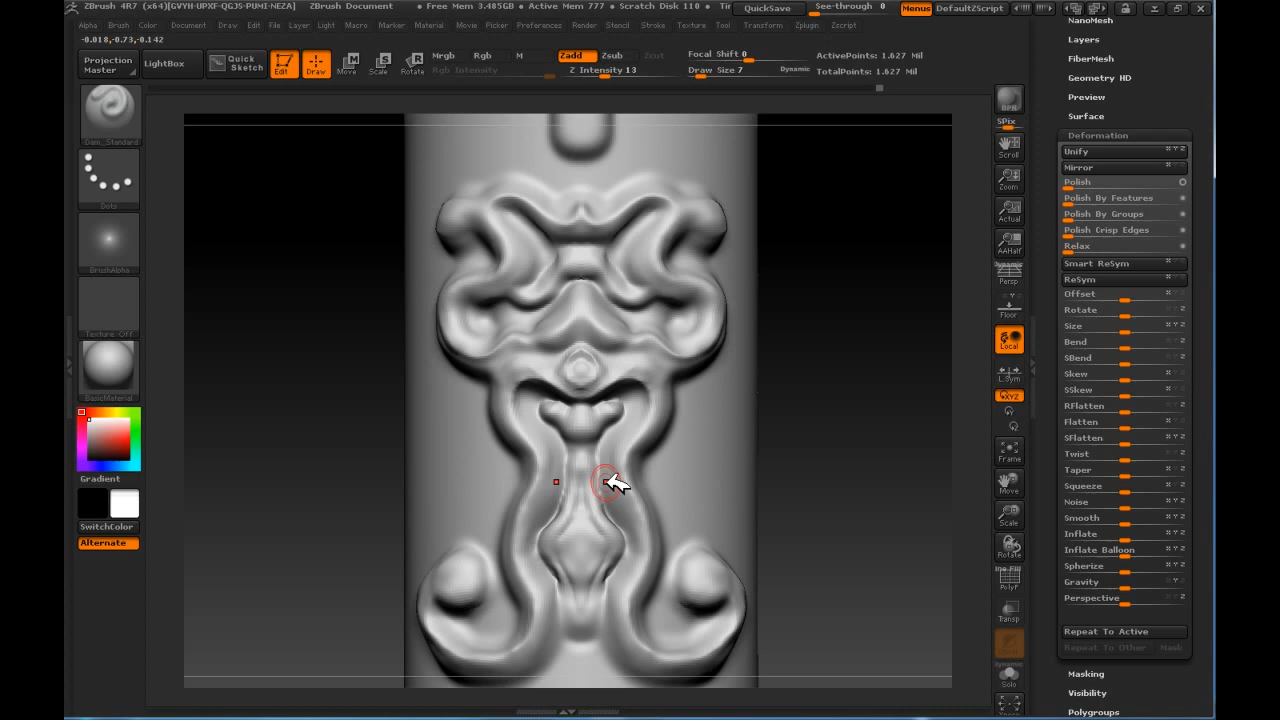 ZBrush 4R7 (x64)[GVYH-UPXF-QGJS-PUMI-NEZA] ZBrush Document • Free Mem 3.485GB • Active Mem 777 • Scratch Disk 110 • QuickSave See-through 0 Menus DefaultZScript
Alpha Brush Color Document Draw Edit File Layer Light Macro Marker Material Movie Picker Preferences Render Stencil Stroke Texture Tool Transform Zplugin Zscript
-0.018,-0.73,-0.142
Projection Master
LightBox
Quick Sketch
Edit
Draw
Move
Scale
Rotate
Mrgb Rgb M
Rgb Intensity
Zadd Zsub Zcut
Z Intensity 13
Focal Shift 0
Draw Size 7 Dynamic
ActivePoints: 1.627 Mil
TotalPoints: 1.627 Mil
Dam_Standard
Dots
BrushAlpha
Texture Off
BasicMaterial
Gradient
SwitchColor
Alternate
BPR
SPix
Scroll
Zoom
Actual
AAHalf
Dynamic
Persp
Floor
Local
L.Sym
XYZ
Frame
Move
Scale
Rotate
Line Fill
PolyF
Transp
Dynamic
Solo
NanoMesh
Layers
FiberMesh
Geometry HD
Preview
Surface
Deformation
Unify
Mirror
Polish
Polish By Features
Polish By Groups
Polish Crisp Edges
Relax
Smart ReSym
ReSym
Offset
Rotate
Size
Bend
SBend
Skew
SSkew
RFlatten
Flatten
SFlatten
Twist
Taper
Squeeze
Noise
Smooth
Inflate
Inflate Balloon
Spherize
Gravity
Perspective
Repeat To Active
Repeat To Other Mask
Masking
Visibility
Polygroups